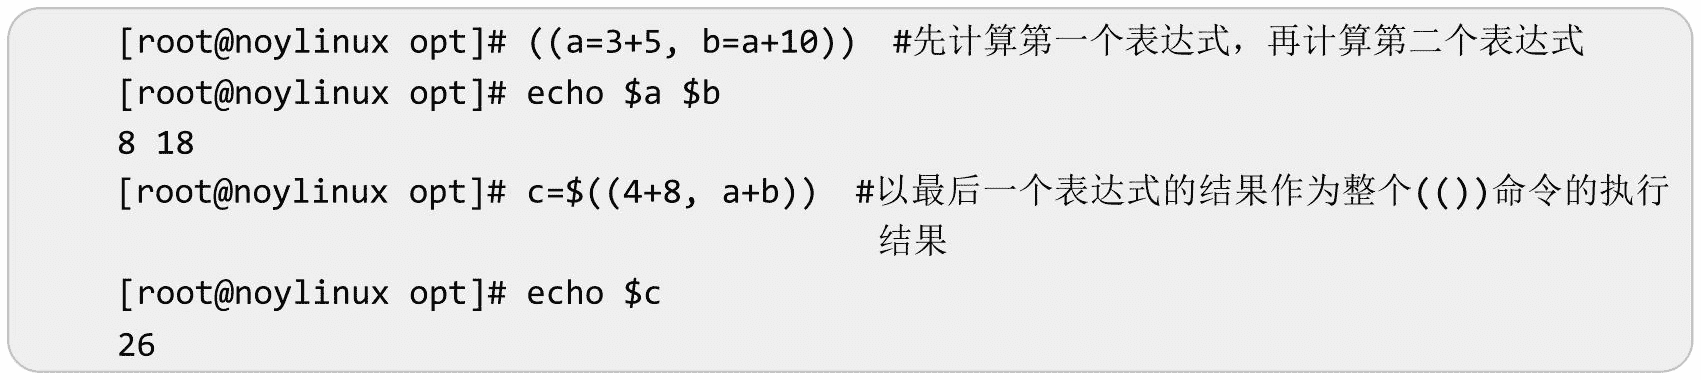 [root@noylinux opt]# ((a=3+5, b=a+10))  #先计算第一个表达式，再计算第二个表达式
[root@noylinux opt]# echo $a $b
8 18
[root@noylinux opt]# c=$((4+8, a+b))  #以最后一个表达式的结果作为整个(())命令的执行
结果
[root@noylinux opt]# echo $c
26